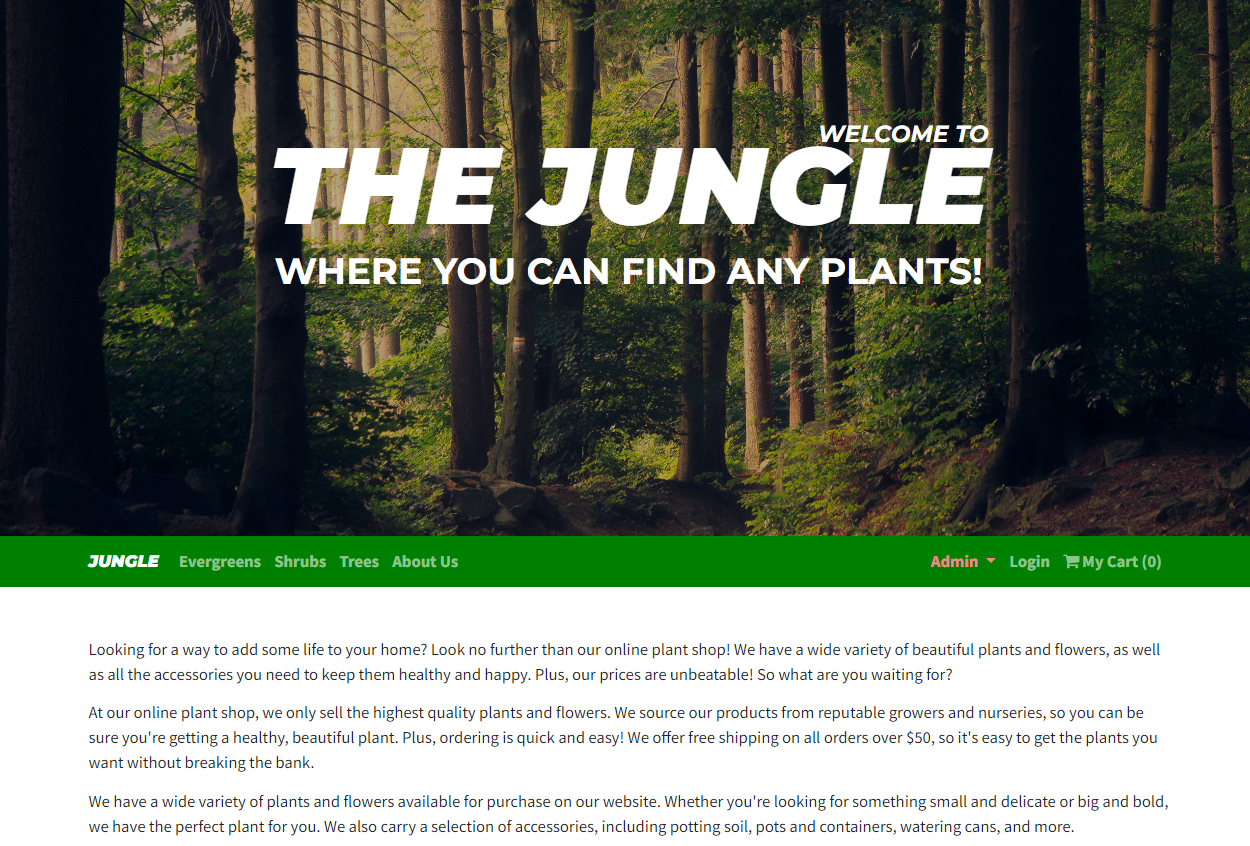 WELCOME TO
THE JUNGLE
WHERE YOU CAN FIND ANY PLANTS!
JUNGLE Evergreens Shrubs Trees About Us Admin Login My Cart (0)
Looking for a way to add some life to your home? Look no further than our online plant shop! We have a wide variety of beautiful plants and flowers, as well
as all the accessories you need to keep them healthy and happy. Plus, our prices are unbeatable! So what are you waiting for?
At our online plant shop, we only sell the highest quality plants and flowers. We source our products from reputable growers and nurseries, so you can be
sure you're getting a healthy, beautiful plant. Plus, ordering is quick and easy! We offer free shipping on all orders over $50, so it's easy to get the plants you
want without breaking the bank.
We have a wide variety of plants and flowers available for purchase on our website. Whether you're looking for something small and delicate or big and bold,
we have the perfect plant for you. We also carry a selection of accessories, including potting soil, pots and containers, watering cans, and more.